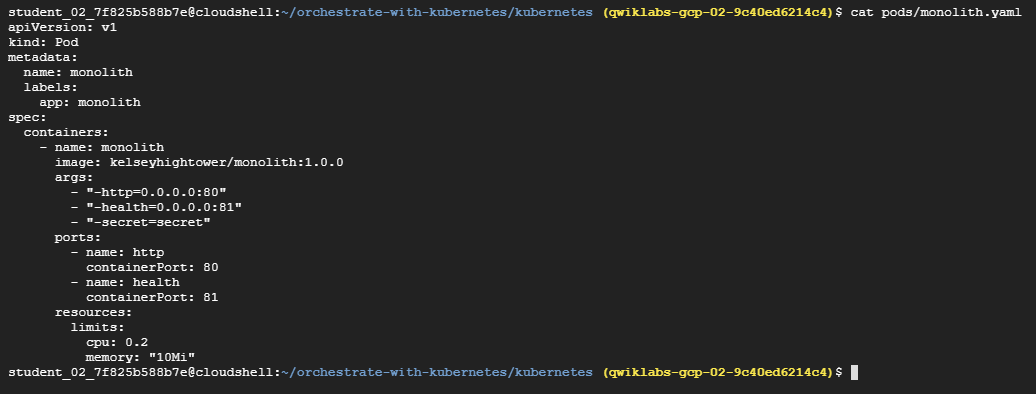 student_02_7f825b588b7e@cloudshell:~/orchestrate-with-kubernetes/kubernetes (qwiklabs-gcp-02-9c40ed6214c4)$ cat pods/monolith.yaml
apiVersion: v1
kind: Pod
metadata:
  name: monolith
  labels:
    app: monolith
spec:
  containers:
    - name: monolith
      image: kelseyhightower/monolith:1.0.0
      args:
        - "-http=0.0.0.0:80"
        - "-health=0.0.0.0:81"
        - "-secret=secret"
      ports:
        - name: http
          containerPort: 80
        - name: health
          containerPort: 81
      resources:
        limits:
          cpu: 0.2
          memory: "10Mi"
student_02_7f825b588b7e@cloudshell:~/orchestrate-with-kubernetes/kubernetes (qwiklabs-gcp-02-9c40ed6214c4)$